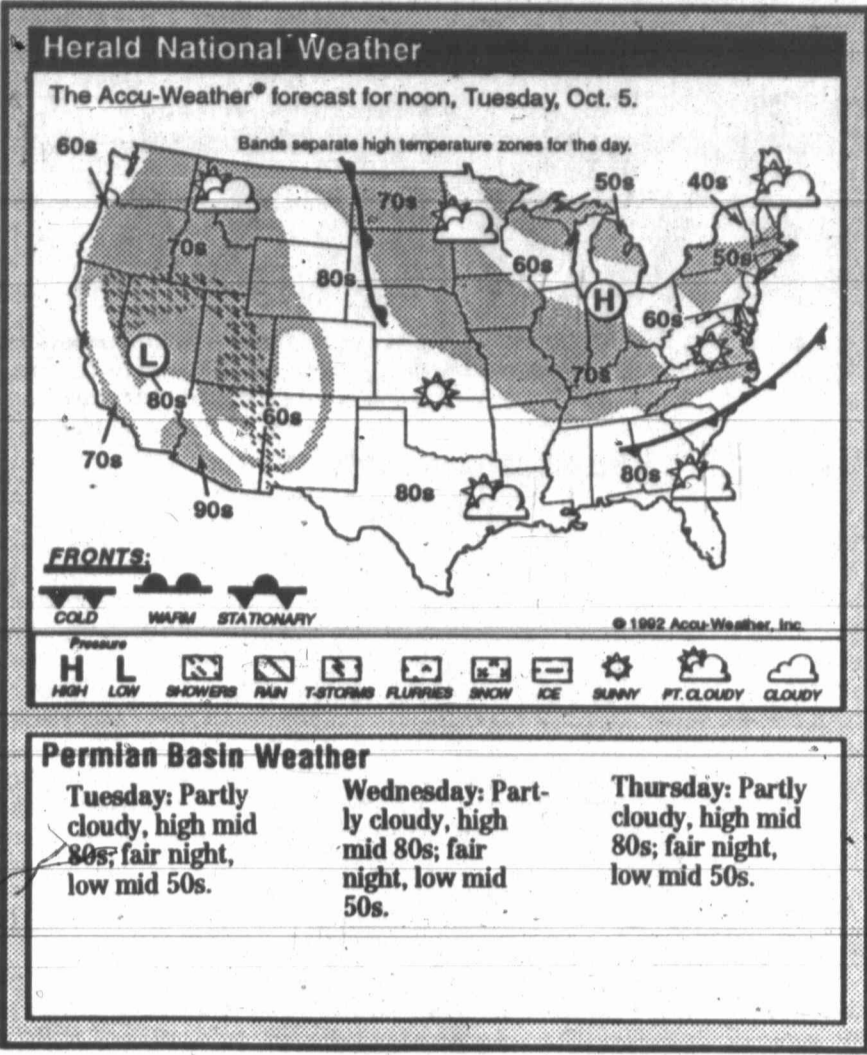 Herald National Weather
The Accu-Weather® forecast for noon, Tuesday, Oct. 5.
Bands separate high temperature zones for the day.
60s
70s
50s
40s
70s
80s
60s
50s
H
60s
L
80s
70s
60s
70s
80s
80s
90s
FRONTS:
COLD WARM STATIONARY
© 1992 Accu-Weather, Inc.
Pressure
H L
HIGH LOW SHOWERS RAIN T-STORMS FLURRIES SNOW ICE SUNNY PT. CLOUDY CLOUDY
Permian Basin Weather
Tuesday: Partly
cloudy, high mid
80s; fair night,
low mid 50s.
Wednesday: Part-
ly cloudy, high
mid 80s; fair
night, low mid
50s.
Thursday: Partly
cloudy, high mid
80s; fair night,
low mid 50s.